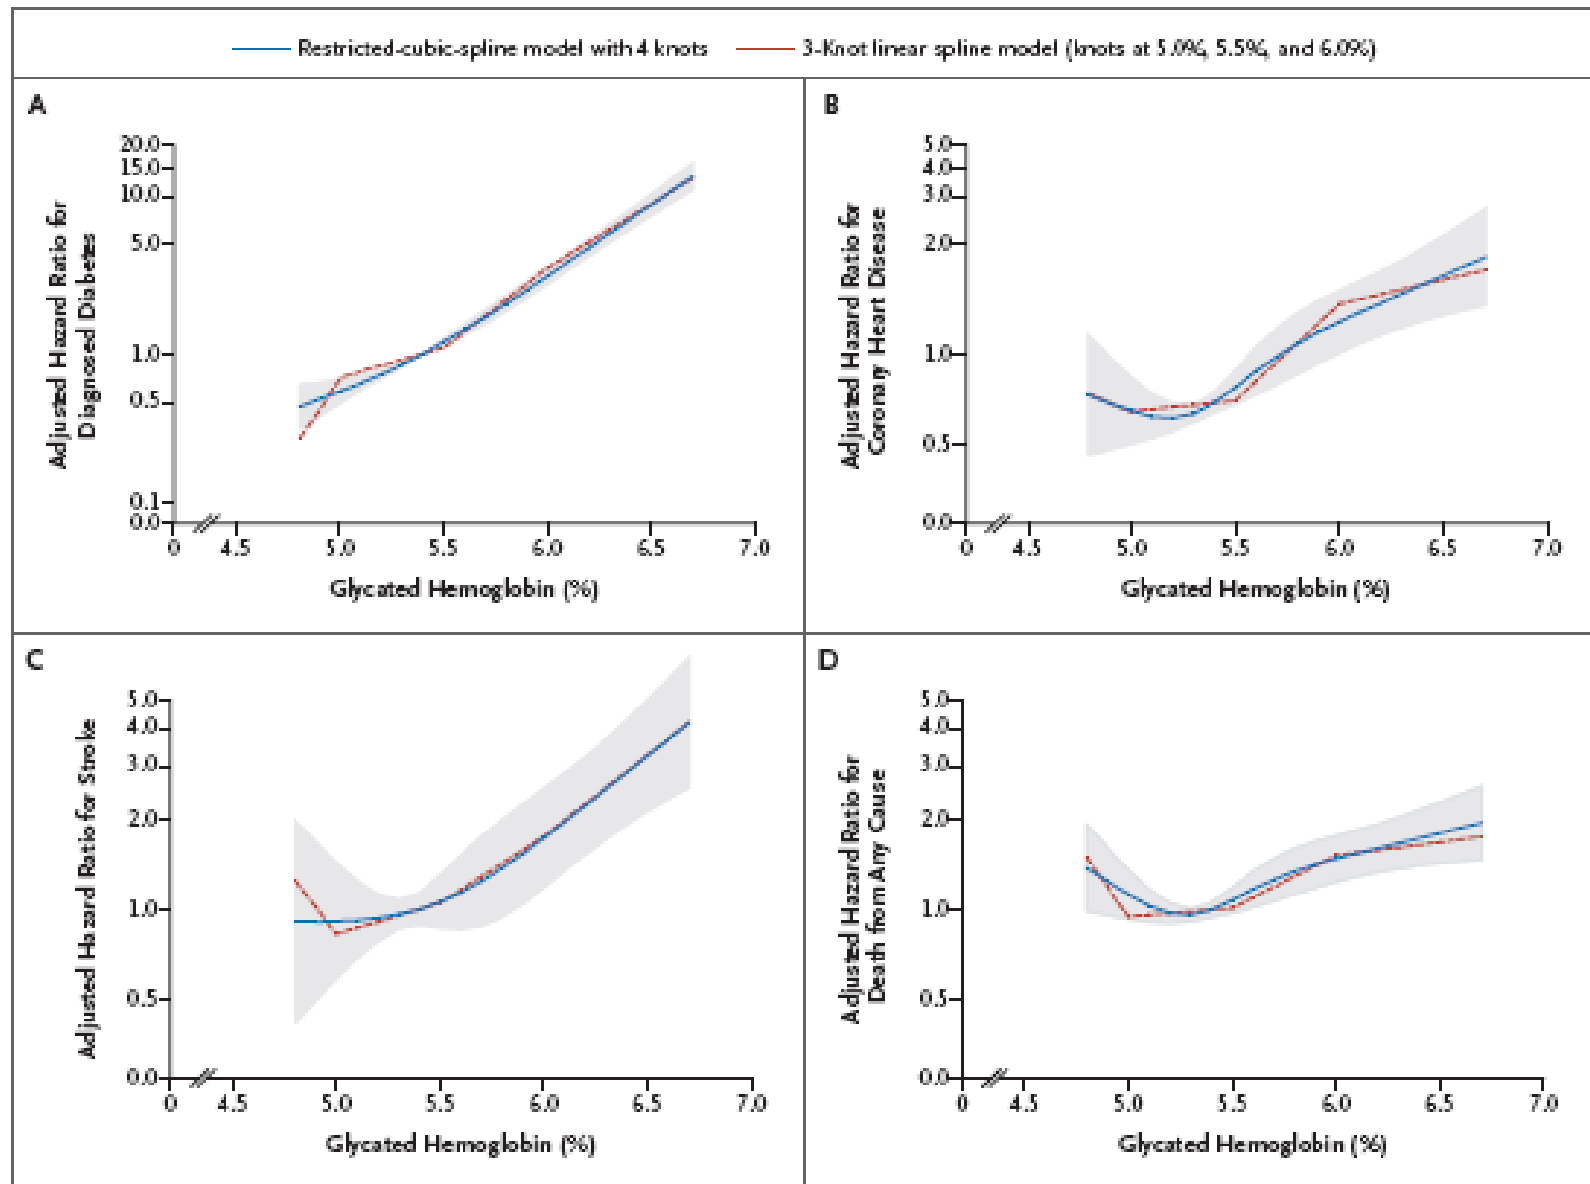 Restricted-cubic-spline model with 4 knots
3-Knot linear spline model (knots at 5.0%, 5.5%, and 6.0%)
A
Adjusted Hazard Ratio for
Diagnosed Diabetes
20.0
15.0
10.0
5.0
1.0
0.5
0.1
0.0
0 4.5 5.0 5.5 6.0 6.5 7.0
Glycated Hemoglobin (%)
B
Adjusted Hazard Ratio for
Coronary Heart Disease
5.0
4.0
3.0
2.0
1.0
0.5
0.0
0 4.5 5.0 5.5 6.0 6.5 7.0
Glycated Hemoglobin (%)
C
Adjusted Hazard Ratio for Stroke
5.0
4.0
3.0
2.0
1.0
0.5
0.0
0 4.5 5.0 5.5 6.0 6.5 7.0
Glycated Hemoglobin (%)
D
Adjusted Hazard Ratio for
Death from Any Cause
5.0
4.0
3.0
2.0
1.0
0.5
0.0
0 4.5 5.0 5.5 6.0 6.5 7.0
Glycated Hemoglobin (%)